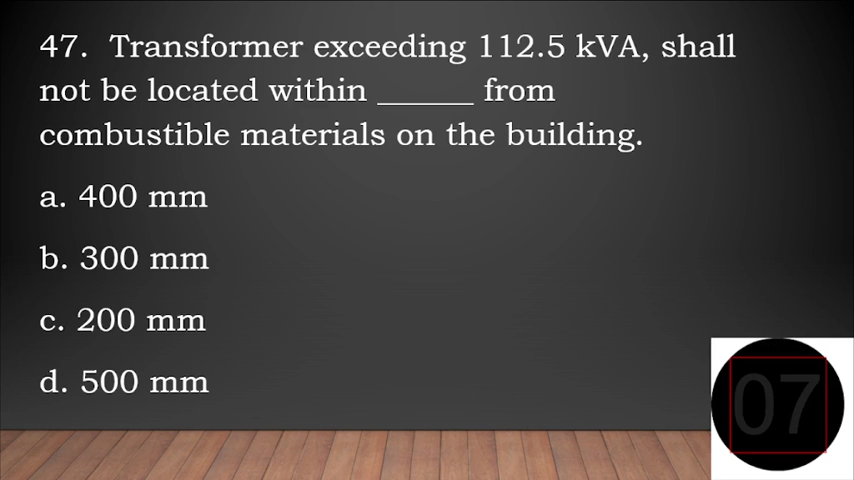 47. Transformer exceeding 112.5 kVA, shall
not be located within ______ from
combustible materials on the building.
a. 400 mm
b. 300 mm
c. 200 mm
d. 500 mm
07